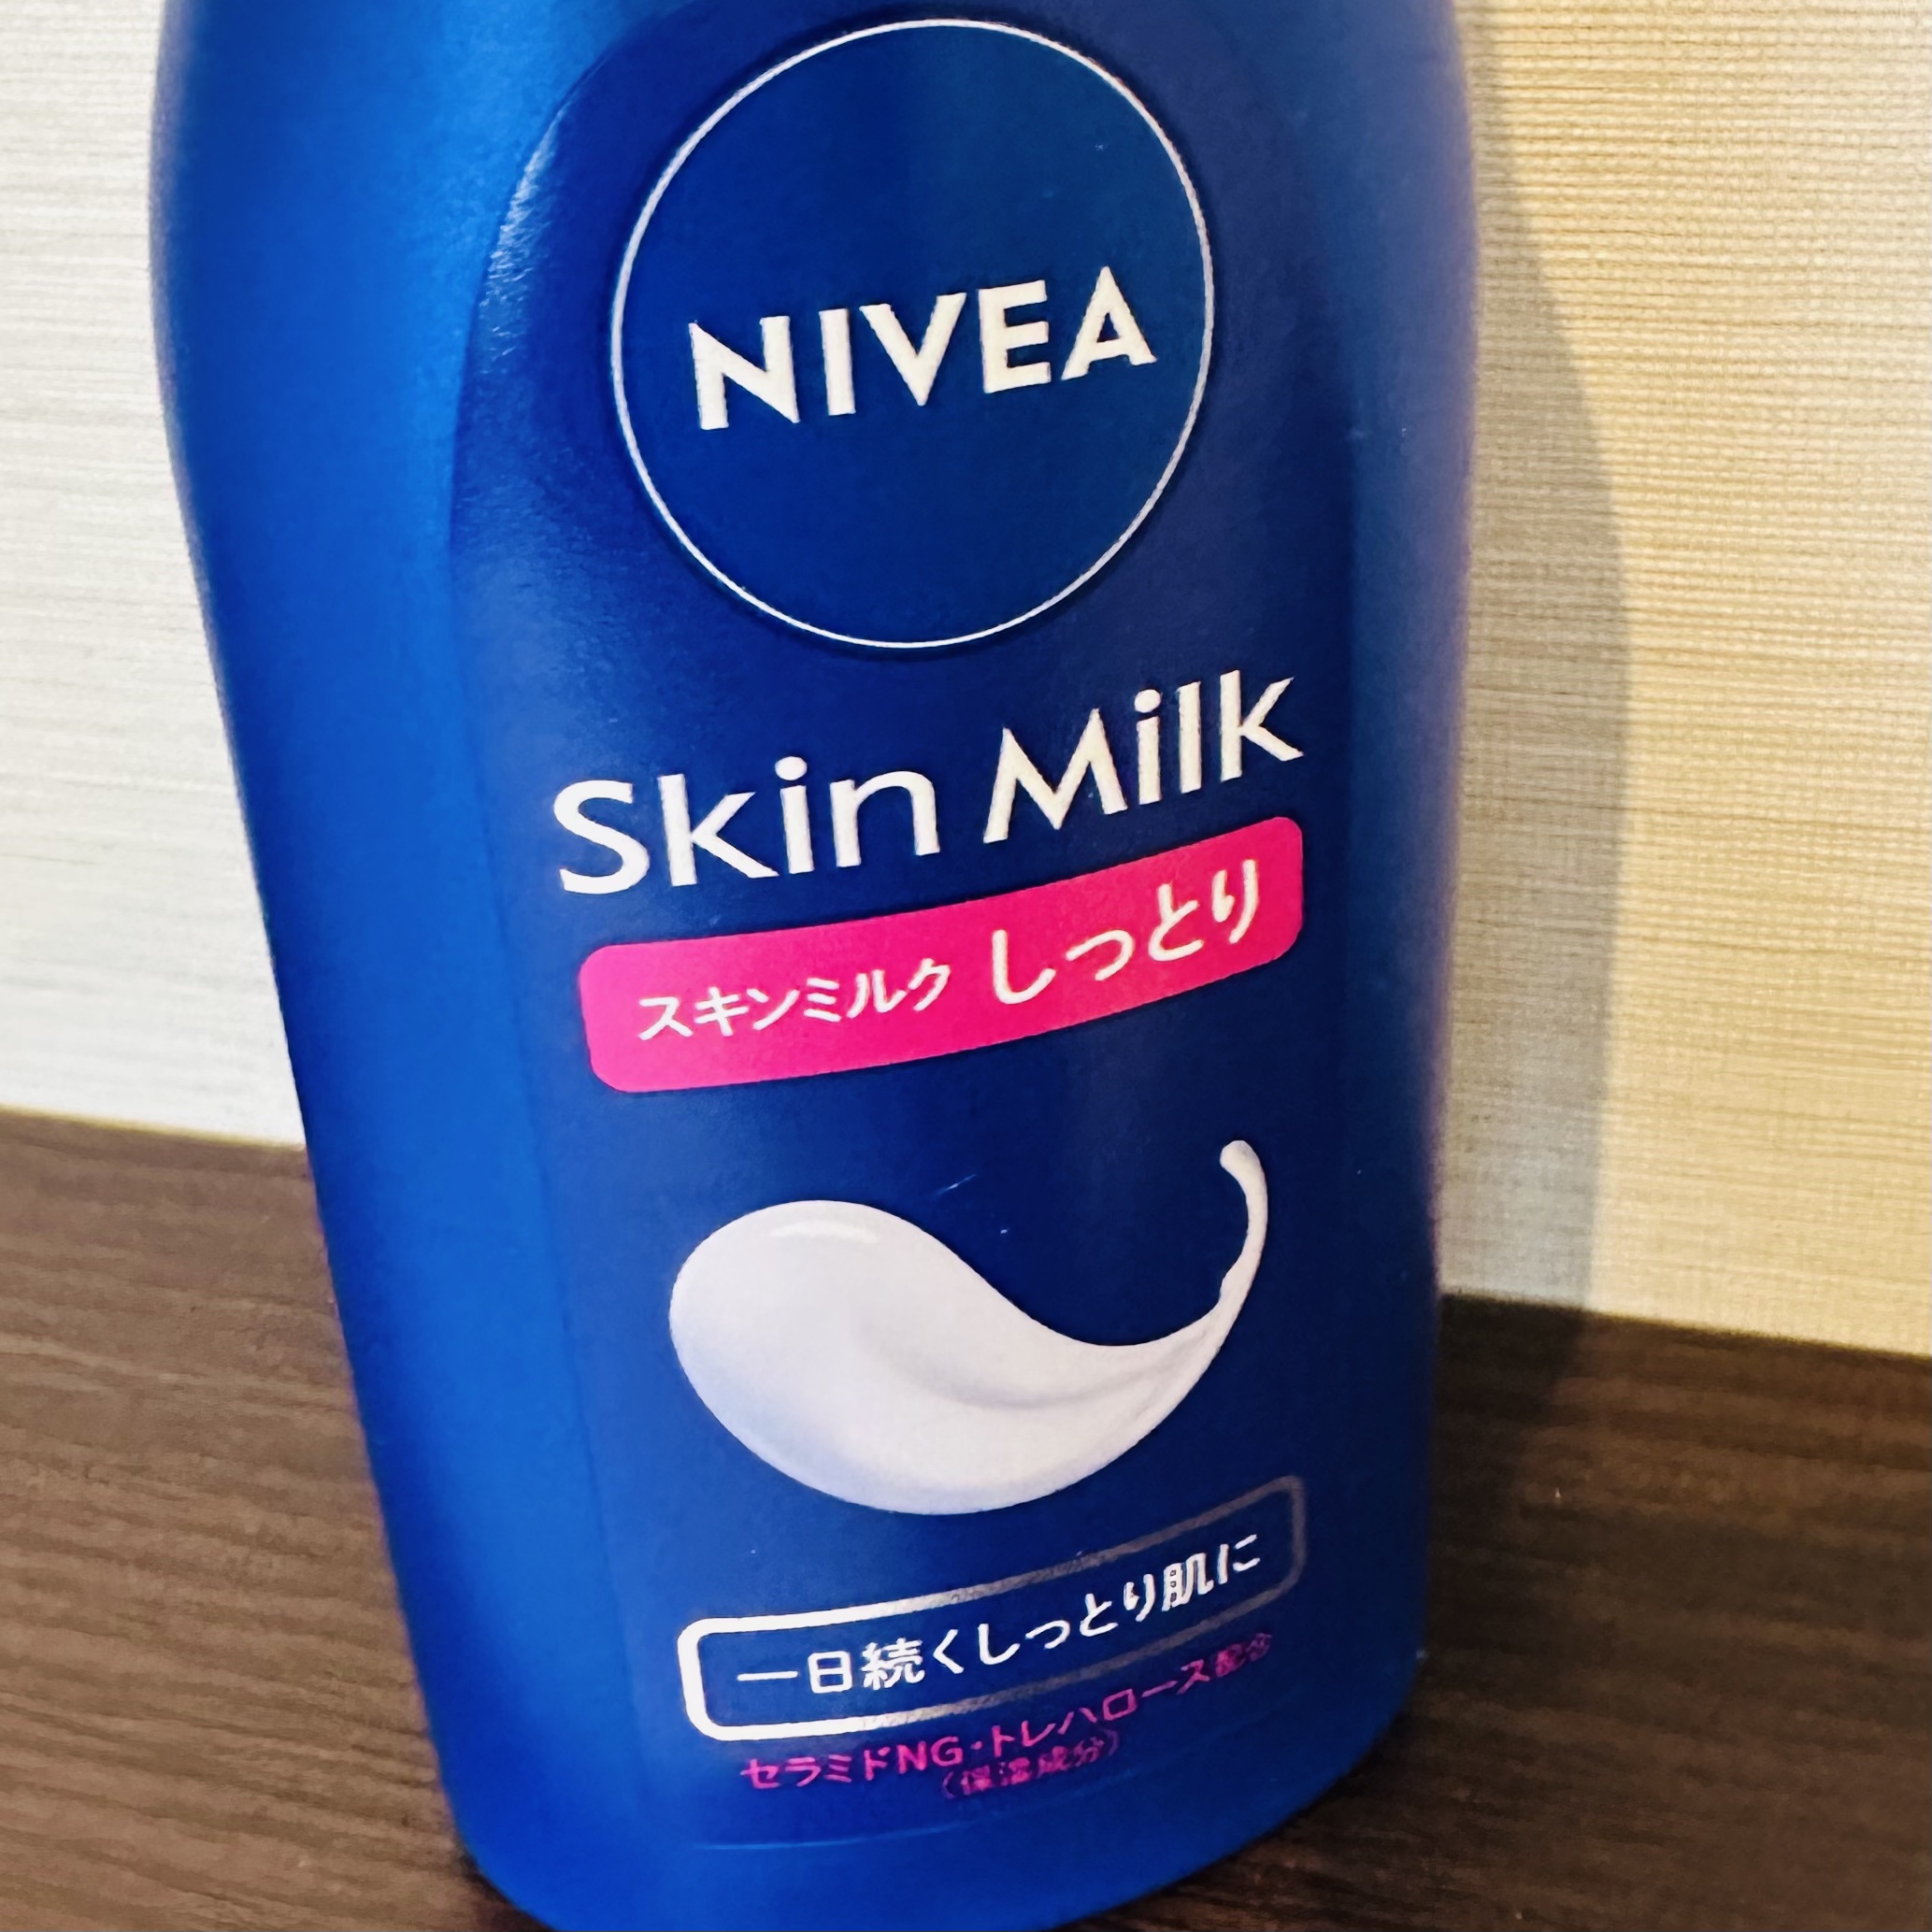 NIVEA
Skin Milk
スキンミルク しっとり
一日続くしっとり肌に
セラミドNG・トレハロース配合
(保湿成分)